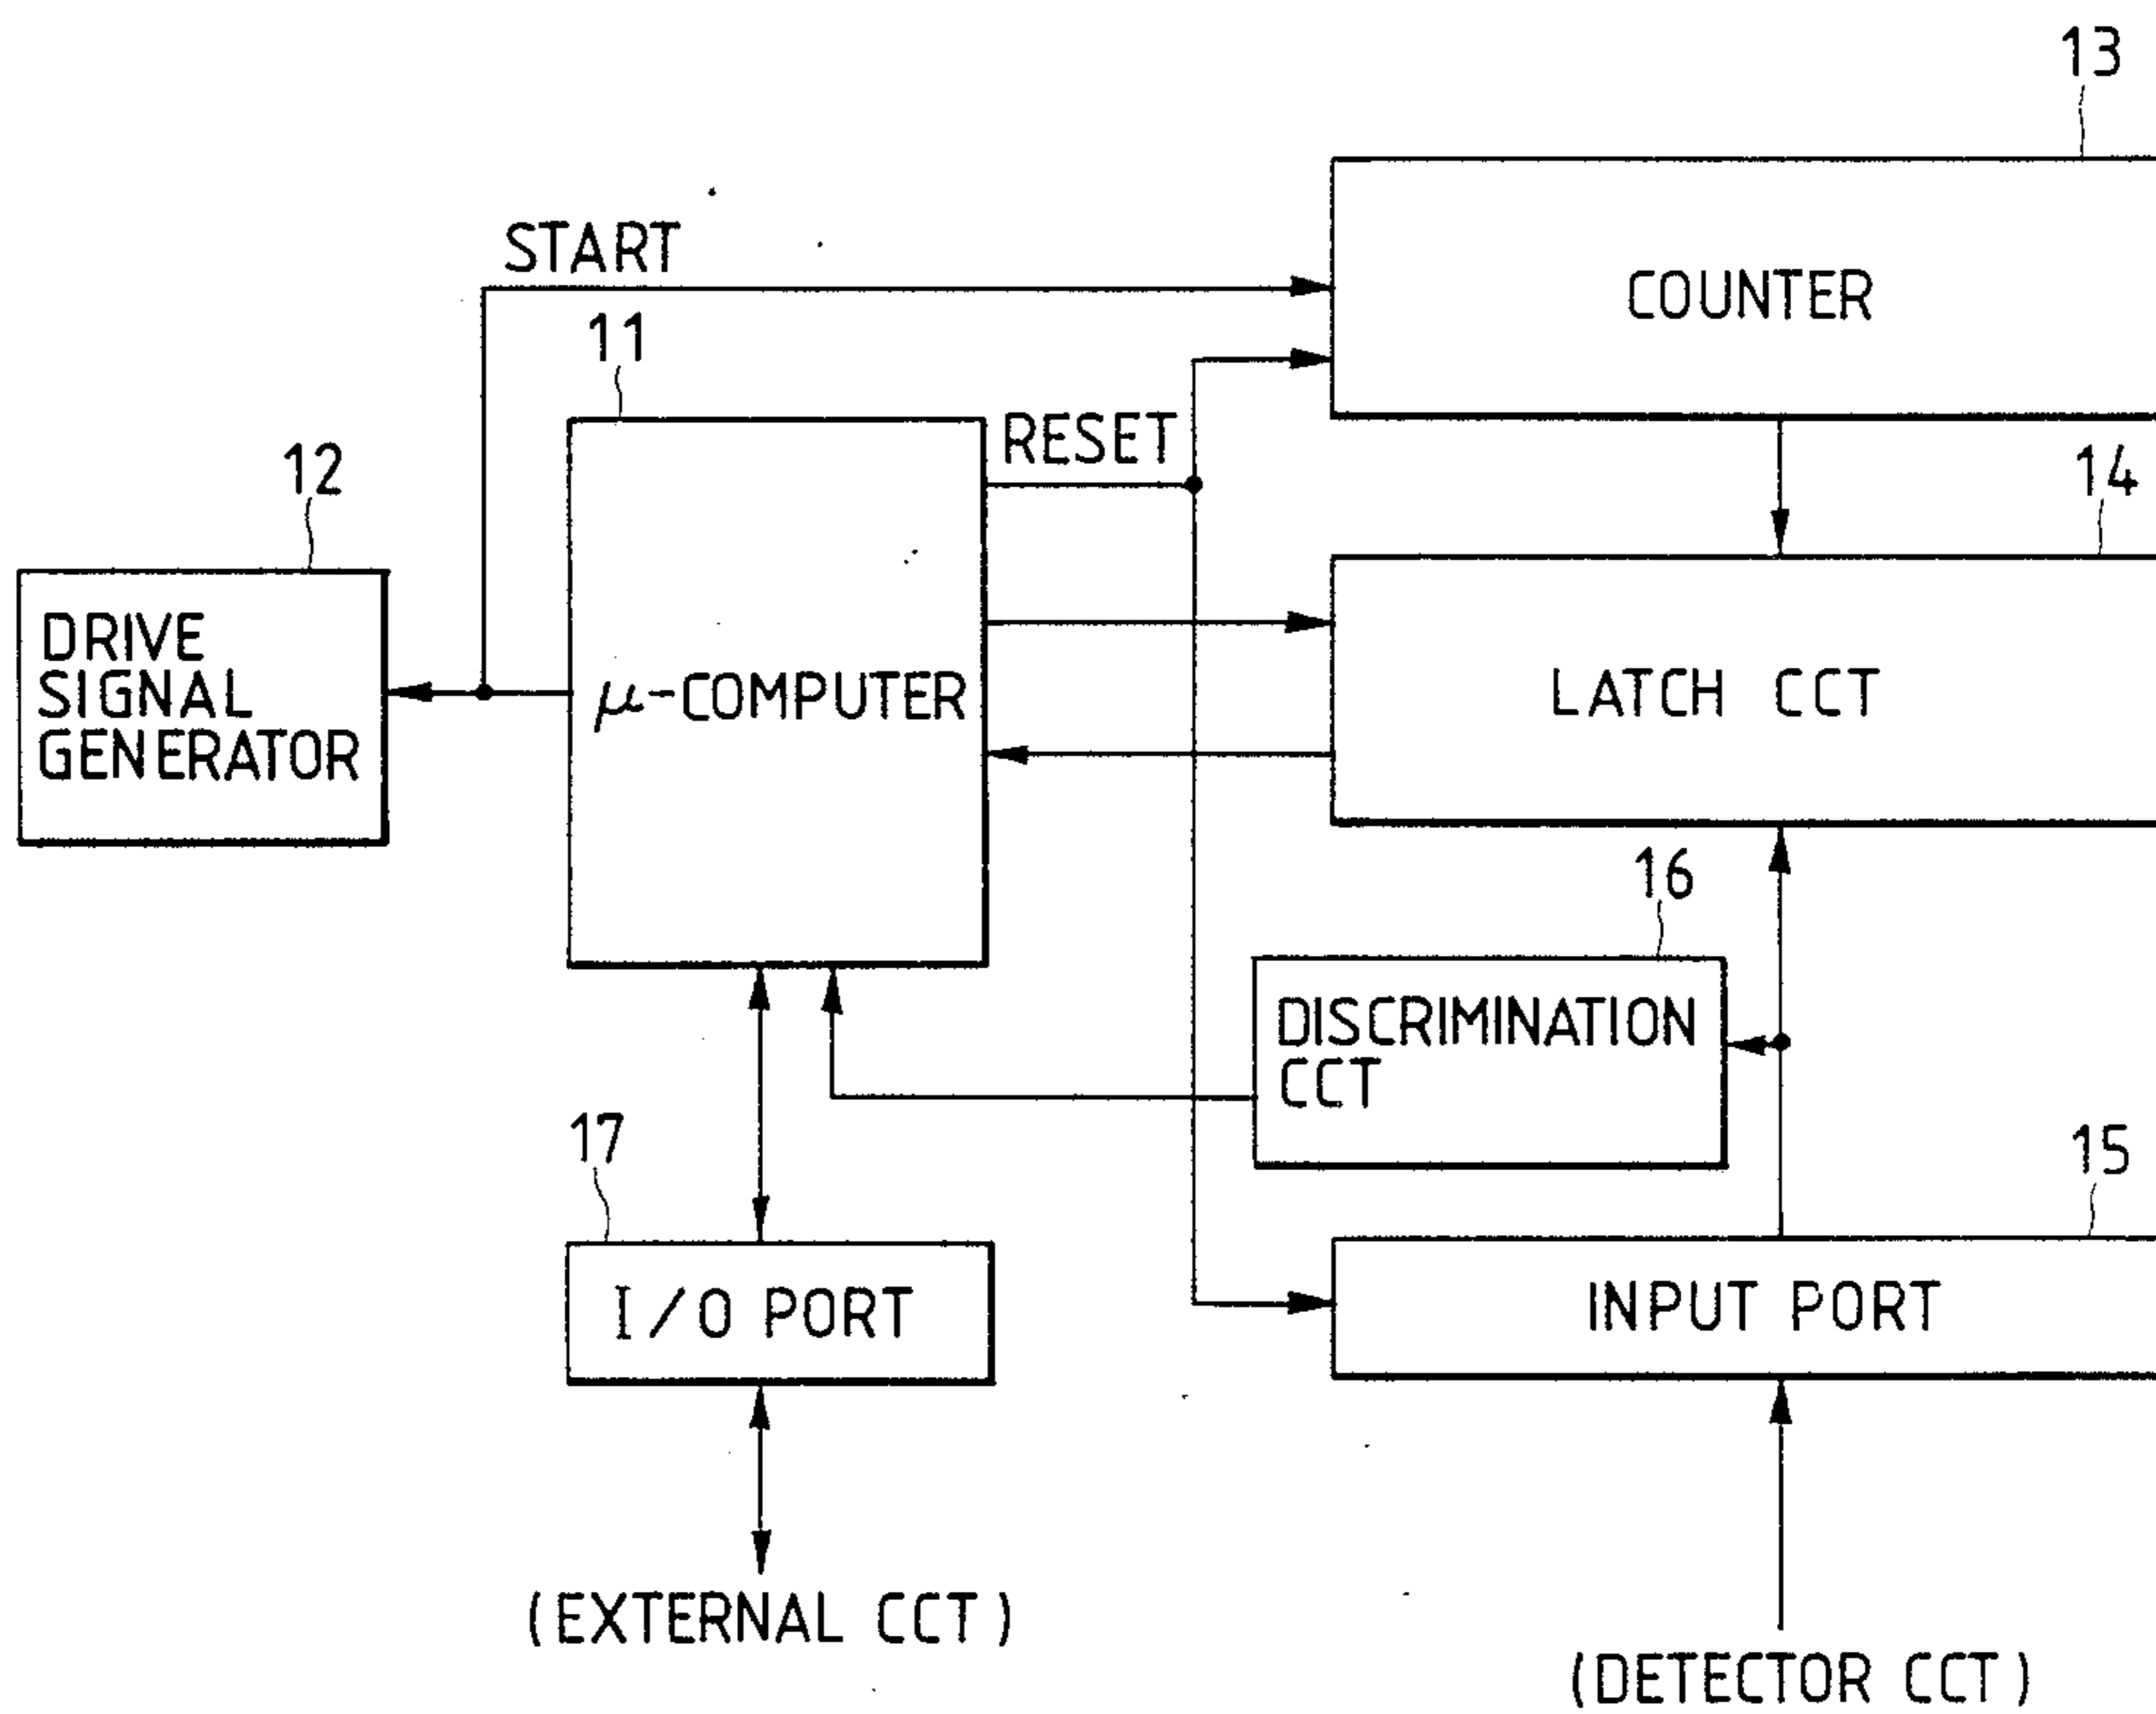 13
START
COUNTER
11
RESET
12
14
DRIVE
SIGNAL
GENERATOR
μ-COMPUTER
LATCH CCT
16
DISCRIMINATION
CCT
17
15
I/O PORT
INPUT PORT
(EXTERNAL CCT)
(DETECTOR CCT)